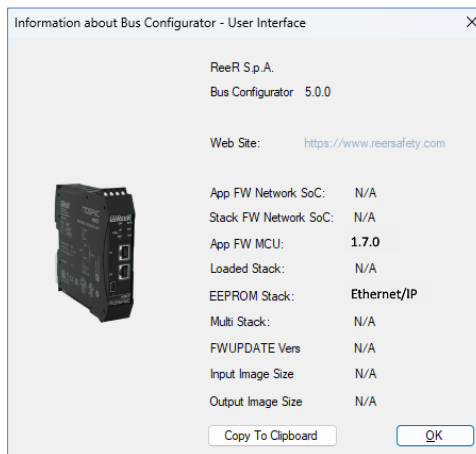 Information about Bus Configurator - User Interface
ReeR S.p.A.
Bus Configurator 5.0.0
Web Site: https://www.reersafety.com
App FW Network SoC: N/A
Stack FW Network SoC: N/A
App FW MCU: 1.7.0
Loaded Stack: N/A
EEPROM Stack: Ethernet/IP
Multi Stack: N/A
FWUPDATE Vers N/A
Input Image Size N/A
Output Image Size N/A
ReeR
Copy To Clipboard
OK